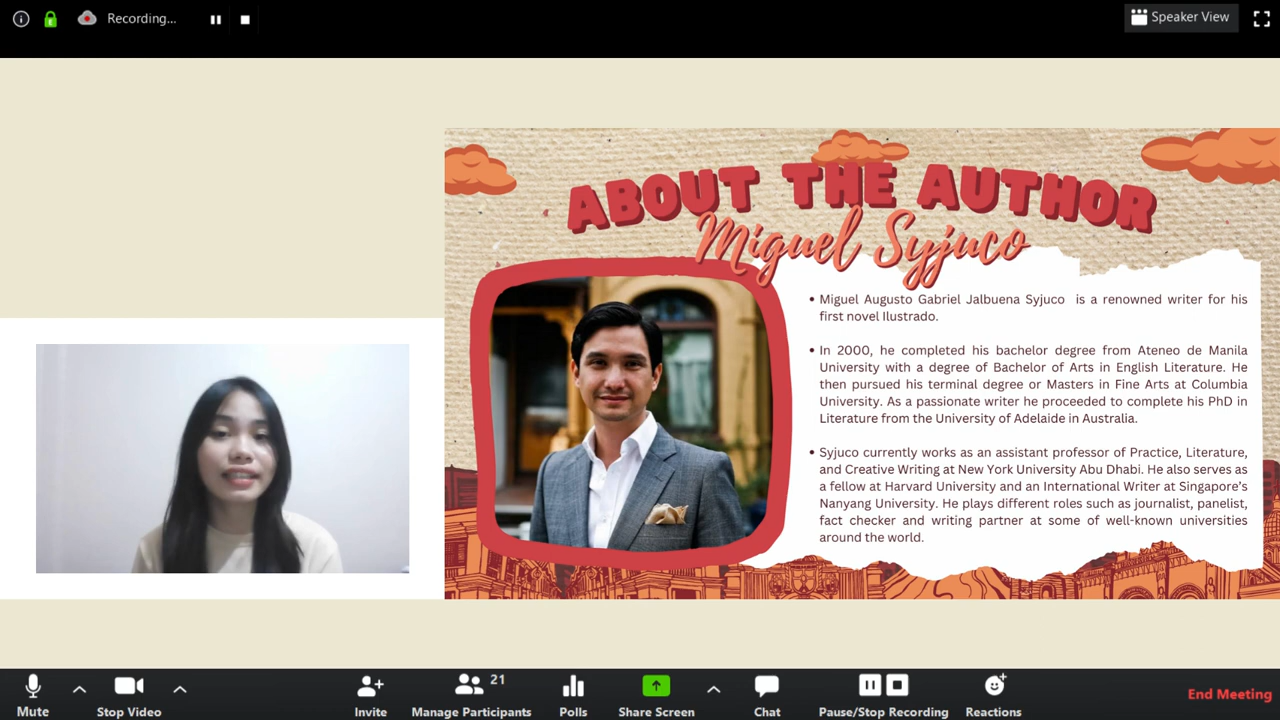 Recording...
Speaker View
ABOUT THE AUTHOR
Miguel Syjuco
• Miguel Augusto Gabriel Jalbuena Syjuco is a renowned writer for his
first novel Ilustrado.
• In 2000, he completed his bachelor degree from Ateneo de Manila
University with a degree of Bachelor of Arts in English Literature. He
then pursued his terminal degree or Masters in Fine Arts at Columbia
University. As a passionate writer he proceeded to complete his PhD in
Literature from the University of Adelaide in Australia.
• Syjuco currently works as an assistant professor of Practice, Literature,
and Creative Writing at New York University Abu Dhabi. He also serves as
a fellow at Harvard University and an International Writer at Singapore's
Nanyang University. He plays different roles such as journalist, panelist,
fact checker and writing partner at some of well-known universities
around the world.
21
Mute
Stop Video
Invite
Manage Participants
Polls
Share Screen
Chat
Pause/Stop Recording
Reactions
End Meeting